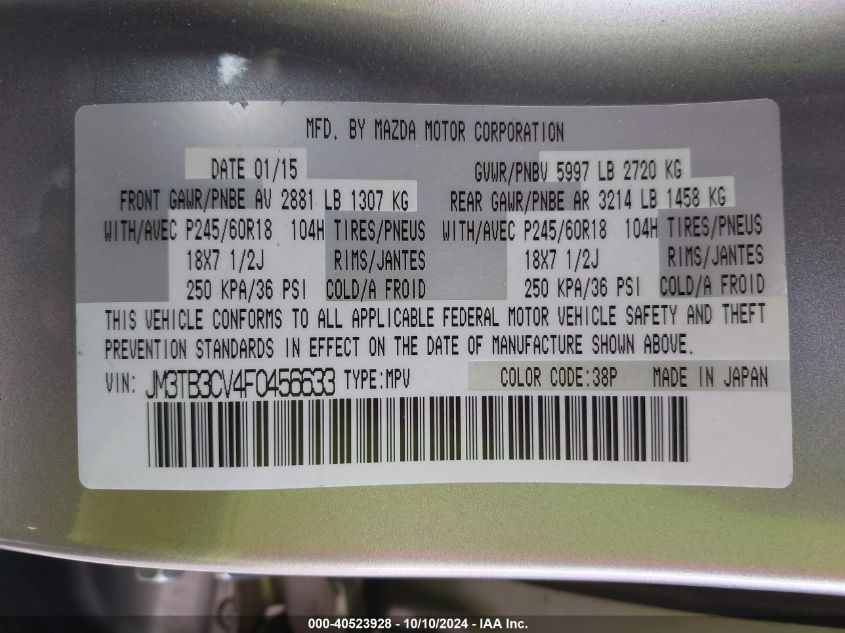 MFD. BY MAZDA MOTOR CORPORATION
DATE 01/15 GVWR/PNBV 5997 LB 2720 KG
FRONT GAWR/PNBE AV 2881 LB 1307 KG REAR GAWR/PNBE AR 3214 LB 1458 KG
WITH/AVEC P245/60R18 104H TIRES/PNEUS WITH/AVEC P245/60R18 104H TIRES/PNEUS
18X7 1/2J RIMS/JANTES 18X7 1/2J RIMS/JANTES
250 KPA/36 PSI COLD/A FROID 250 KPA/36 PSI COLD/A FROID
THIS VEHICLE CONFORMS TO ALL APPLICABLE FEDERAL MOTOR VEHICLE SAFETY AND THEFT
PREVENTION STANDARDS IN EFFECT ON THE DATE OF MANUFACTURE SHOWN ABOVE.
VIN: JM3TB3CV4F0456633 TYPE:MPV COLOR CODE:38P MADE IN JAPAN
000-40523928 - 10/10/2024 - IAA Inc.